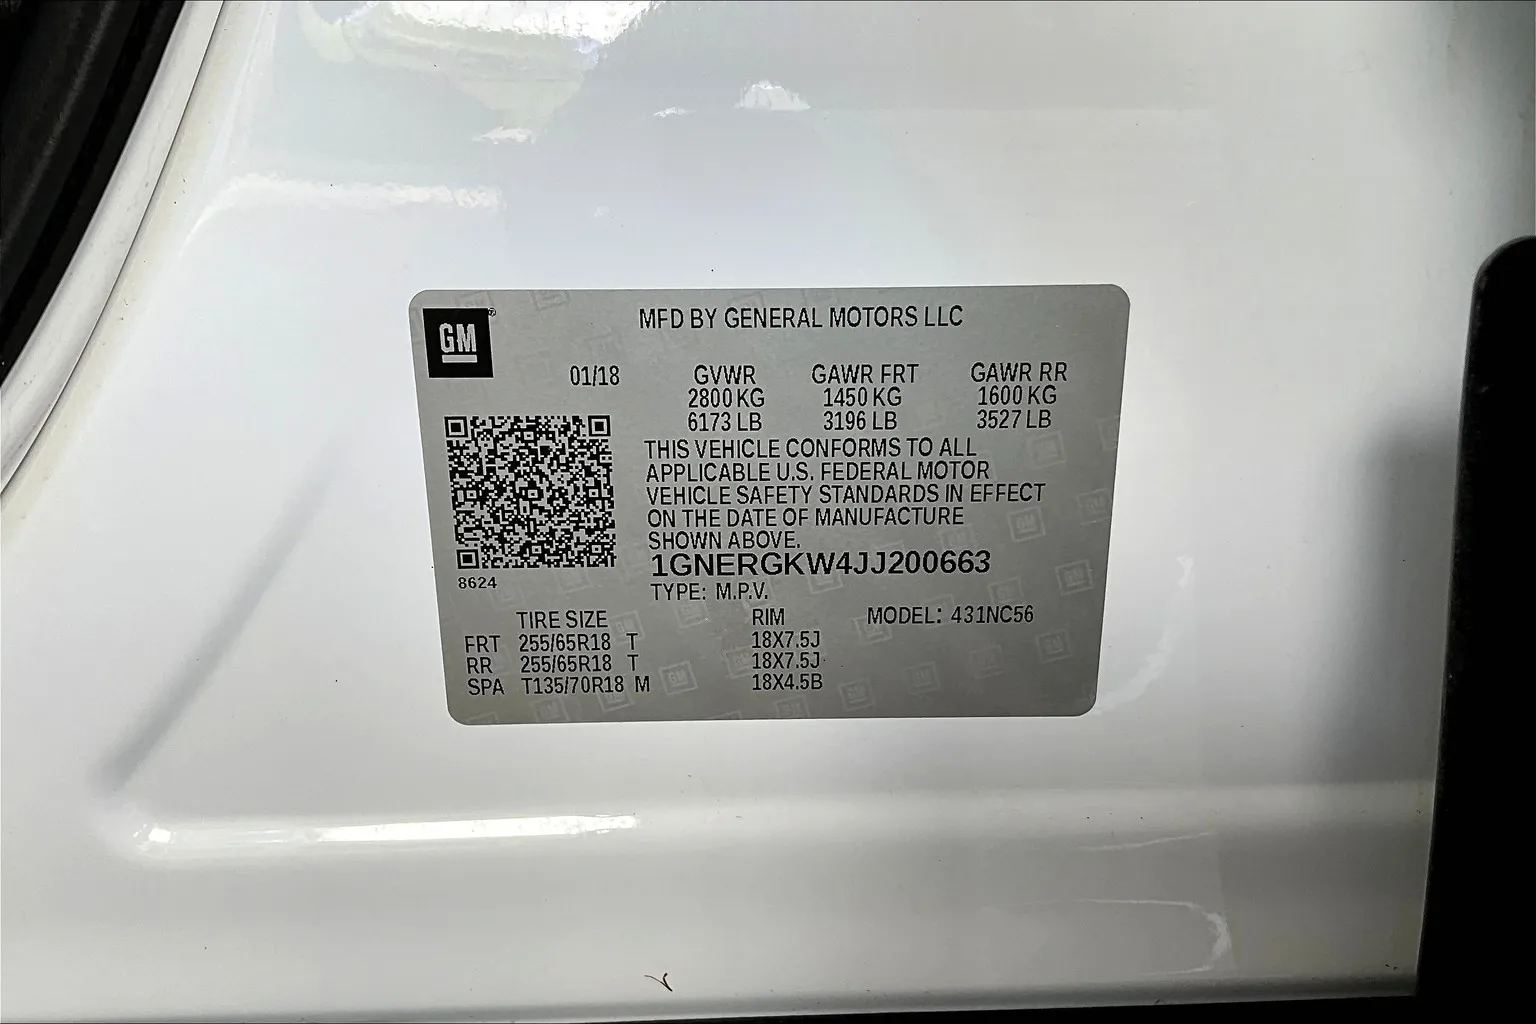 GM®
MFD BY GENERAL MOTORS LLC
01/18 GVWR GAWR FRT GAWR RR
2800 KG 1450 KG 1600 KG
6173 LB 3196 LB 3527 LB
THIS VEHICLE CONFORMS TO ALL
APPLICABLE U.S. FEDERAL MOTOR
VEHICLE SAFETY STANDARDS IN EFFECT
ON THE DATE OF MANUFACTURE
SHOWN ABOVE.
1GNERGKW4JJ200663
8624
TYPE: M.P.V.
TIRE SIZE RIM MODEL: 431NC56
FRT 255/65R18 T 18X7.5J
RR 255/65R18 T 18X7.5J
SPA T135/70R18 M 18X4.5B